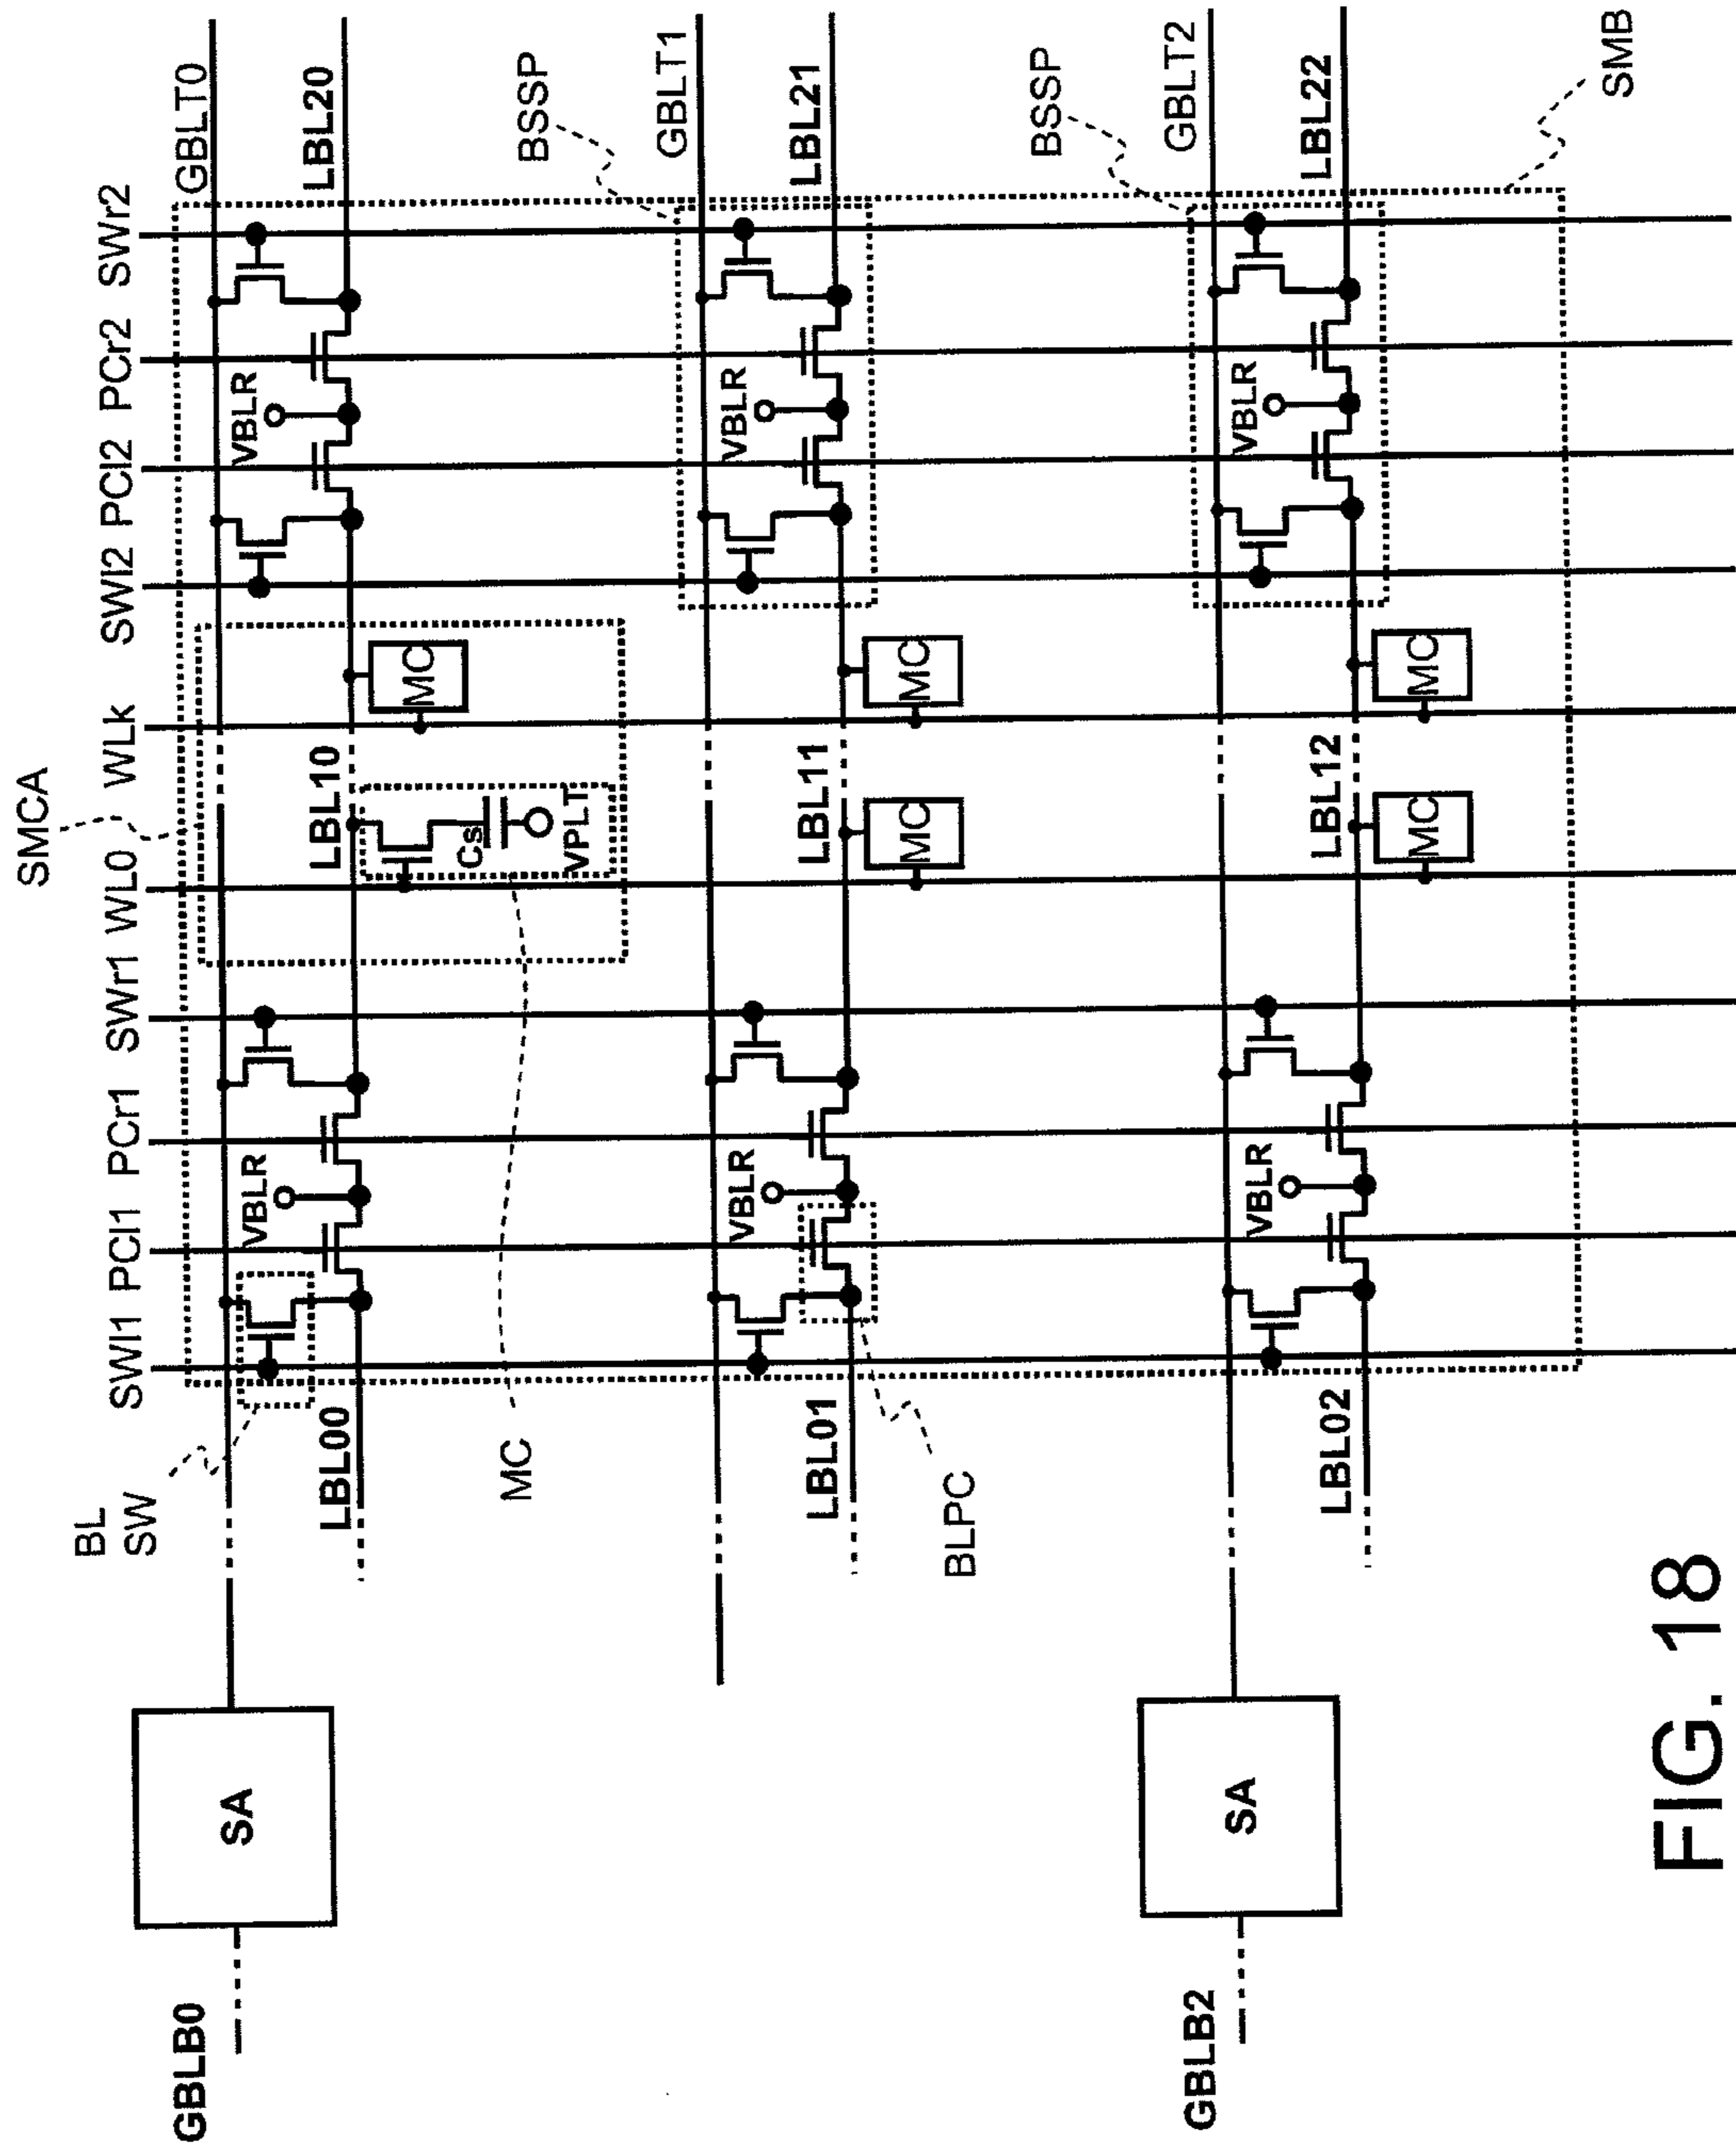 SMCA
BL
SW
SWl1 PCl1 PCr1 SWr1 WL0 WLk SWl2 PCl2 PCr2 SWr2
GBLT0
VBLR
VBLR
GBLB0
SA
LBL00
LBL10
LBL20
Cs
VPLT
MC
MC
BSSP
GBLT1
VBLR
VBLR
LBL01
LBL11
LBL21
MC
MC
BLPC
BSSP
GBLT2
VBLR
VBLR
GBLB2
SA
LBL02
LBL12
LBL22
MC
MC
SMB
FIG. 18